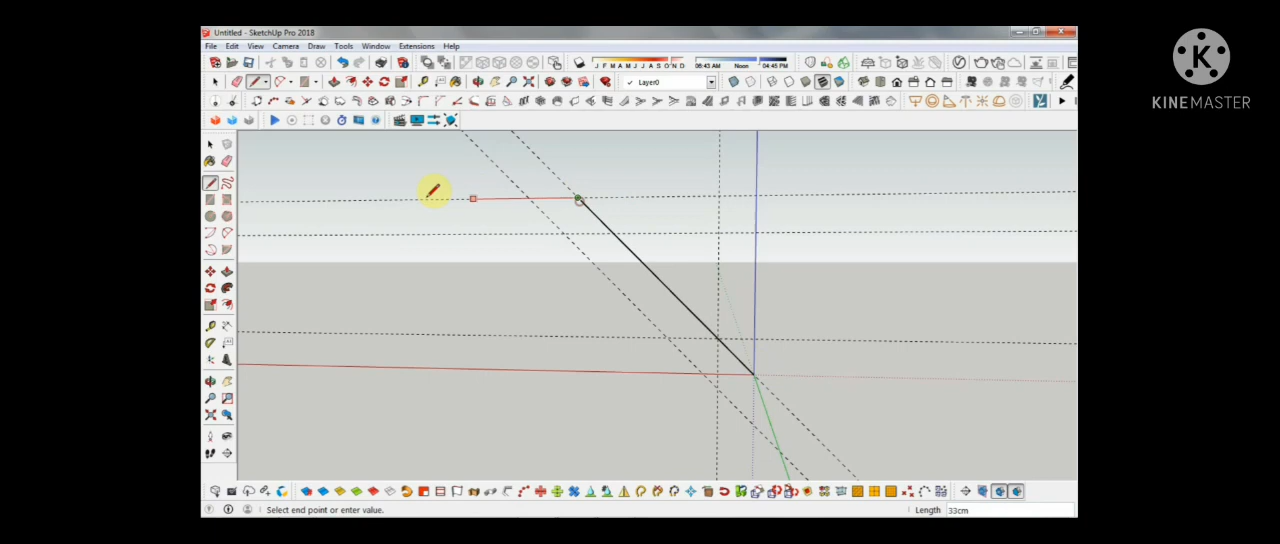 Untitled - SketchUp Pro 2018
File Edit View Camera Draw Tools Window Extensions Help
J F M A M J J A S O N D 06:43 AM Noon 04:45 PM
Layer0
K
KINEMASTER
Select end point or enter value.
Length 33cm